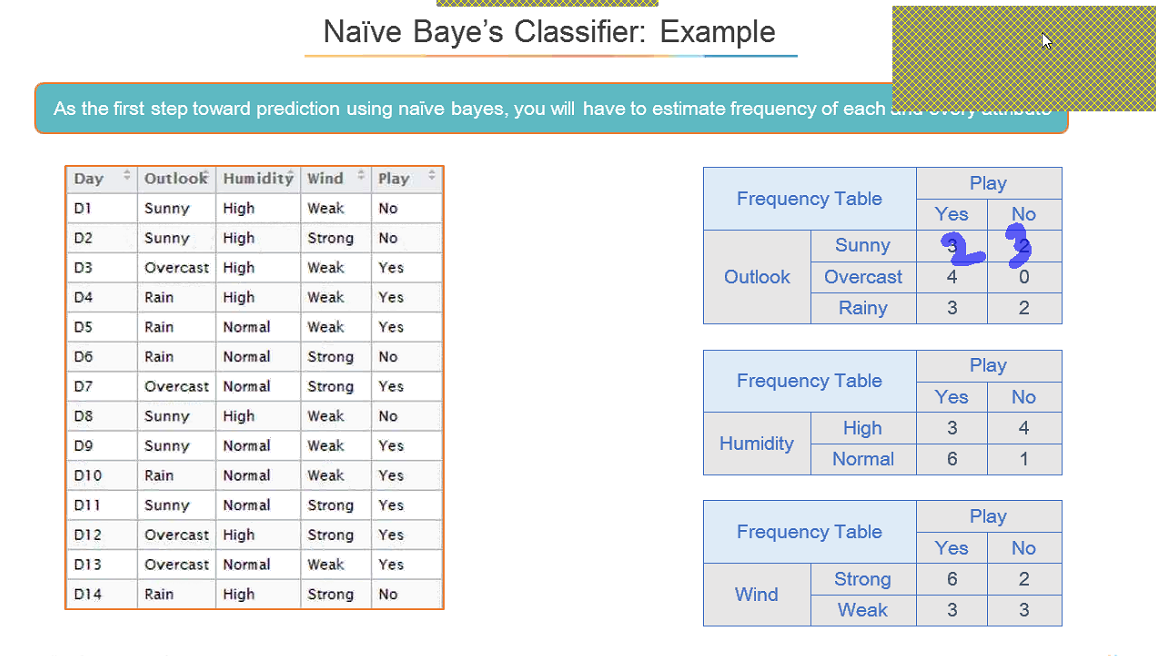 Naïve Baye's Classifier: Example
As the first step toward prediction using naïve bayes, you will have to estimate frequency of each and every attribute
Day Outlook Humidity Wind Play
D1 Sunny High Weak No
D2 Sunny High Strong No
D3 Overcast High Weak Yes
D4 Rain High Weak Yes
D5 Rain Normal Weak Yes
D6 Rain Normal Strong No
D7 Overcast Normal Strong Yes
D8 Sunny High Weak No
D9 Sunny Normal Weak Yes
D10 Rain Normal Weak Yes
D11 Sunny Normal Strong Yes
D12 Overcast High Strong Yes
D13 Overcast Normal Weak Yes
D14 Rain High Strong No
Frequency Table Play
Yes No
Outlook Sunny 3 2 2 3
Overcast 4 0
Rainy 3 2
Frequency Table Play
Yes No
Humidity High 3 4
Normal 6 1
Frequency Table Play
Yes No
Wind Strong 6 2
Weak 3 3